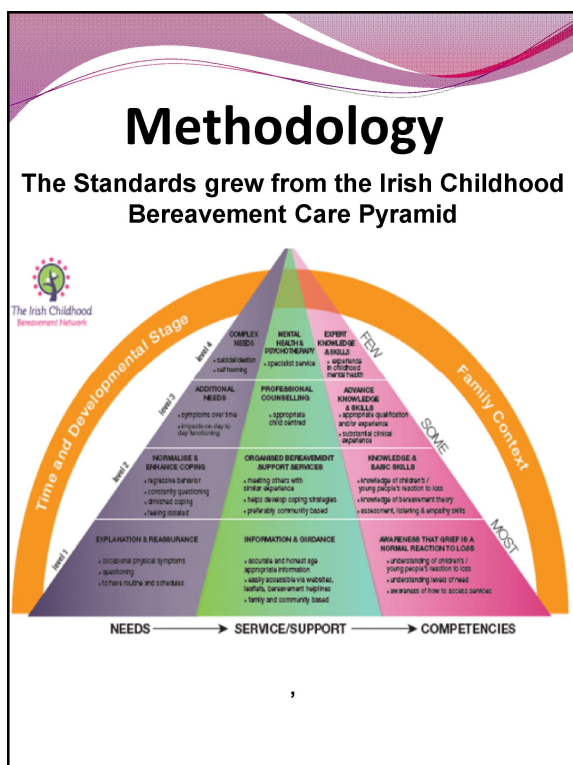 Methodology
The Standards grew from the Irish Childhood
Bereavement Care Pyramid
The Irish Childhood
Bereavement Network
Time and Developmental Stage
Family Context
level 4
COMPLEX
NEEDS
• suicidal ideation
• self harming
MENTAL
HEALTH &
PSYCHOTHERAPY
• specialist service
EXPERT
KNOWLEDGE
& SKILLS
• experience
in childhood
mental health
FEW
level 3
ADDITIONAL
NEEDS
• symptoms over time
• impacts on day to
day functioning
PROFESSIONAL
COUNSELLING
• appropriate
child centred
ADVANCE
KNOWLEDGE
& SKILLS
• appropriate qualification
and/or experience
• substantial clinical
experience
SOME
level 2
NORMALISE &
ENHANCE COPING
• regressive behavior
• constantly questioning
• diminished coping
• feeling isolated
ORGANISED BEREAVEMENT
SUPPORT SERVICES
• meeting others with
similar experience
• helps develop coping strategies
• preferably community based
KNOWLEDGE &
BASIC SKILLS
• knowledge of children's /
young people's reaction to loss
• knowledge of bereavement theory
• assessment, listening & empathy skills
MOST
level 1
EXPLANATION & REASSURANCE
• occasional physical symptoms
• questioning
• to have routine and schedules
INFORMATION & GUIDANCE
• accurate and honest age
appropriate information
• easily accessible via websites,
leaflets, bereavement helplines
• family and community based
AWARENESS THAT GRIEF IS A
NORMAL REACTION TO LOSS
• understanding of children's /
young people's reaction to loss
• understanding levels of need
• awareness of how to access services
NEEDS → SERVICE/SUPPORT → COMPETENCIES
,